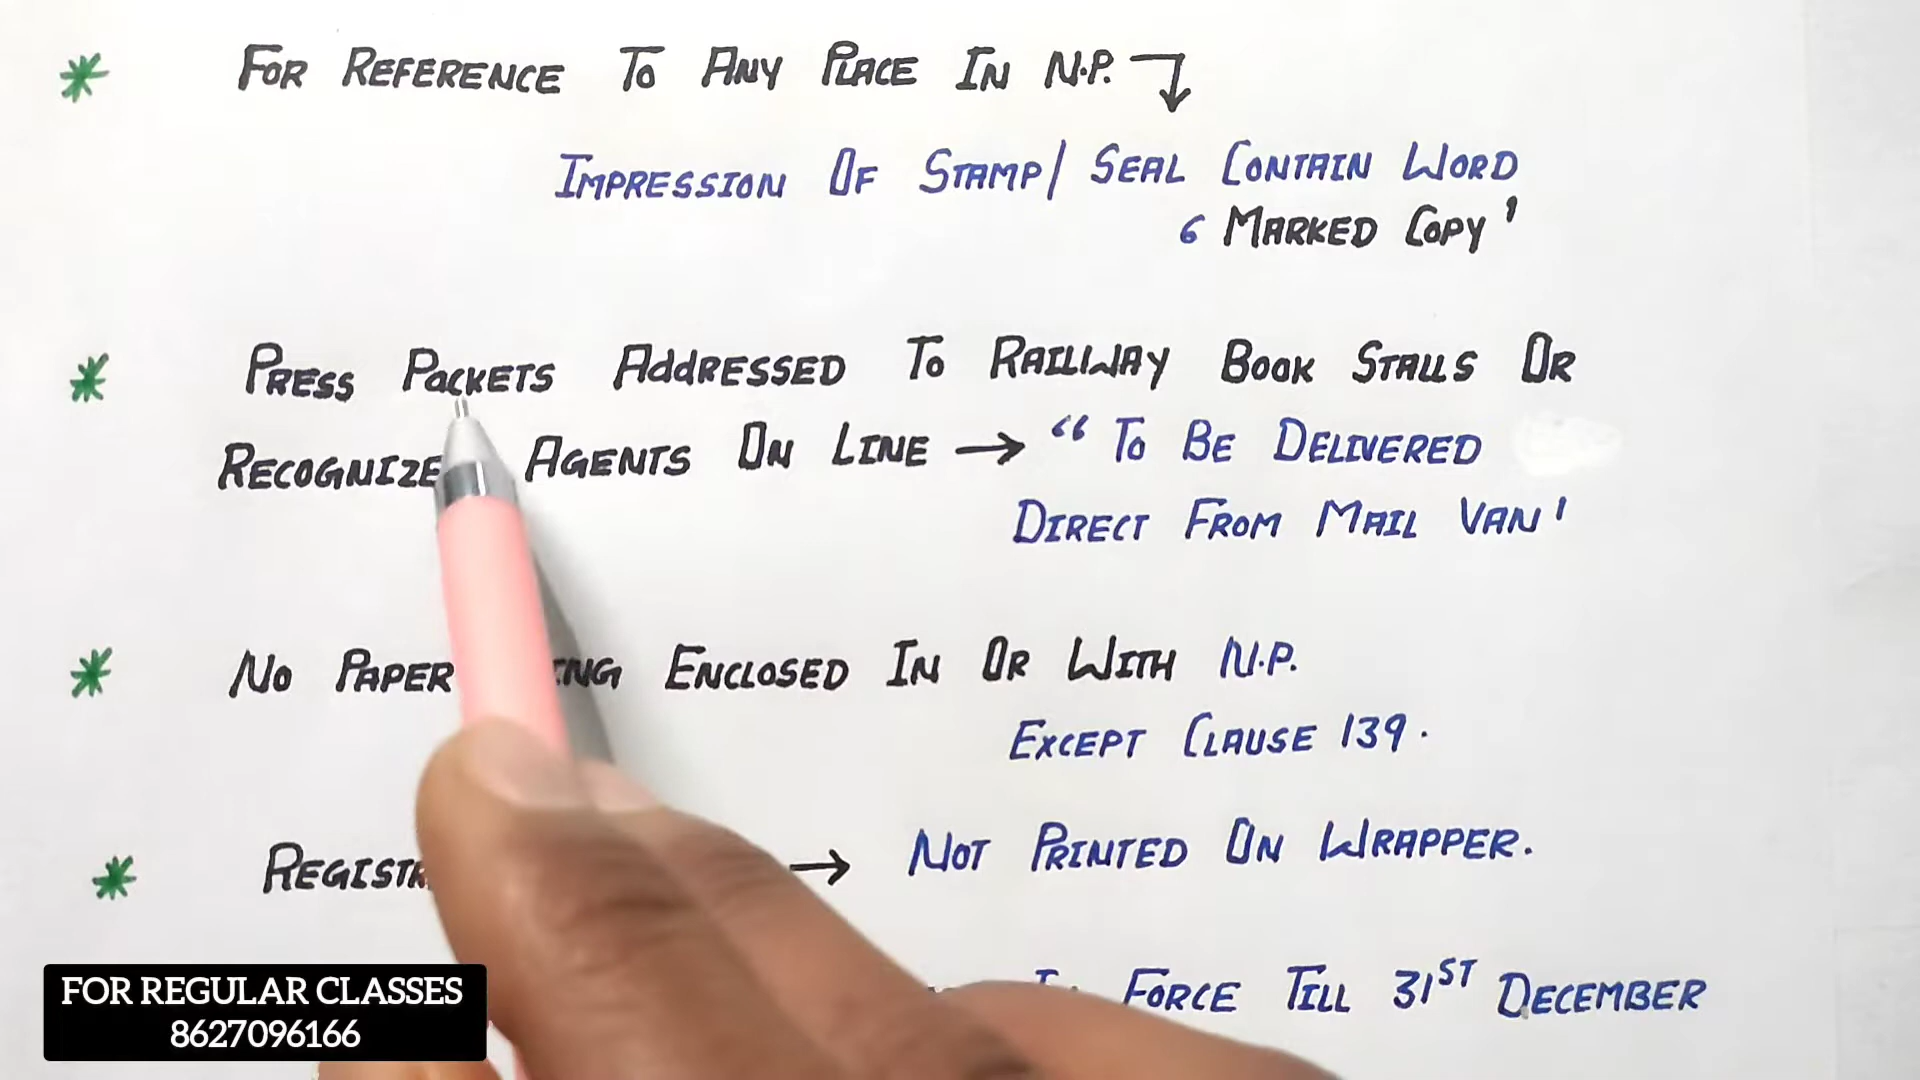 * FOR REFERENCE TO ANY PLACE IN N.P.
IMPRESSION OF STAMP/ SEAL CONTAIN WORD
6 MARKED COPY '
* PRESS PACKETS ADDRESSED TO RAILWAY BOOK STALLS OR
RECOGNIZE AGENTS ON LINE → “ TO BE DELIVERED
DIRECT FROM MAIL VAN '
* NO PAPER ENCLOSED IN OR WITH N.P.
EXCEPT CLAUSE 139.
* → NOT PRINTED ON WRAPPER.
FORCE TILL 31ST DECEMBER
FOR REGULAR CLASSES
8627096166